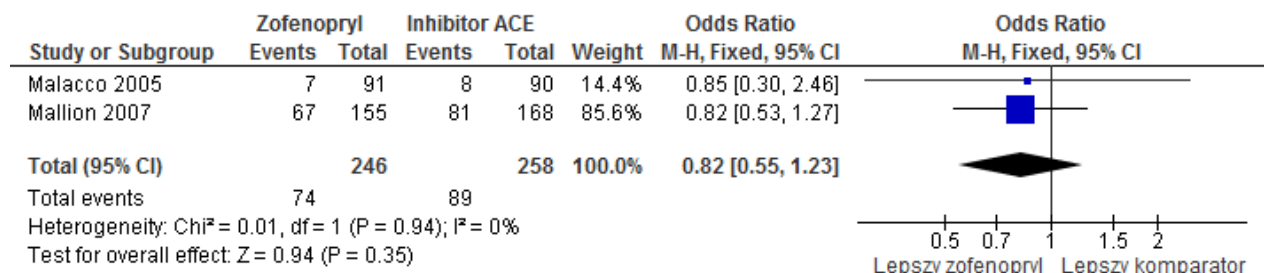 Zofenopryl Inhibitor ACE Odds Ratio Odds Ratio
Study or Subgroup Events Total Events Total Weight M-H, Fixed, 95% CI M-H, Fixed, 95% CI
Malacco 2005 7 91 8 90 14.4% 0.85 [0.30, 2.46]
Mallion 2007 67 155 81 168 85.6% 0.82 [0.53, 1.27]
Total (95% CI) 246 258 100.0% 0.82 [0.55, 1.23]
Total events 74 89
Heterogeneity: Chi² = 0.01, df = 1 (P = 0.94); I² = 0%
Test for overall effect: Z = 0.94 (P = 0.35)
0.5 0.7 1 1.5 2
Lepszy zofenopryl Lepszy komparator